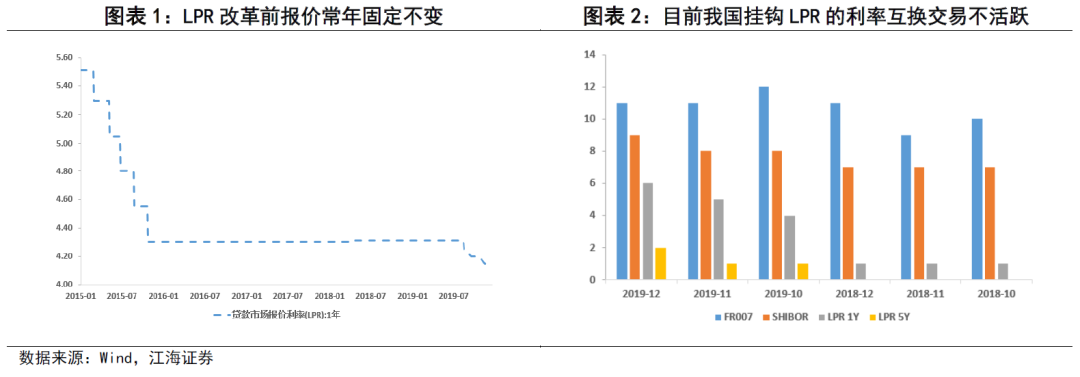 图表 1：LPR 改革前报价常年固定不变
5.60
5.40
5.20
5.00
4.80
4.60
4.40
4.20
4.00
2015-01 2015-07 2016-01 2016-07 2017-01 2017-07 2018-01 2018-07 2019-01 2019-07
贷款市场报价利率(LPR):1年
图表 2：目前我国挂钩 LPR 的利率互换交易不活跃
14
12
10
8
6
4
2
0
2019-12 2019-11 2019-10 2018-12 2018-11 2018-10
FR007 SHIBOR LPR 1Y LPR 5Y
数据来源：Wind，江海证券